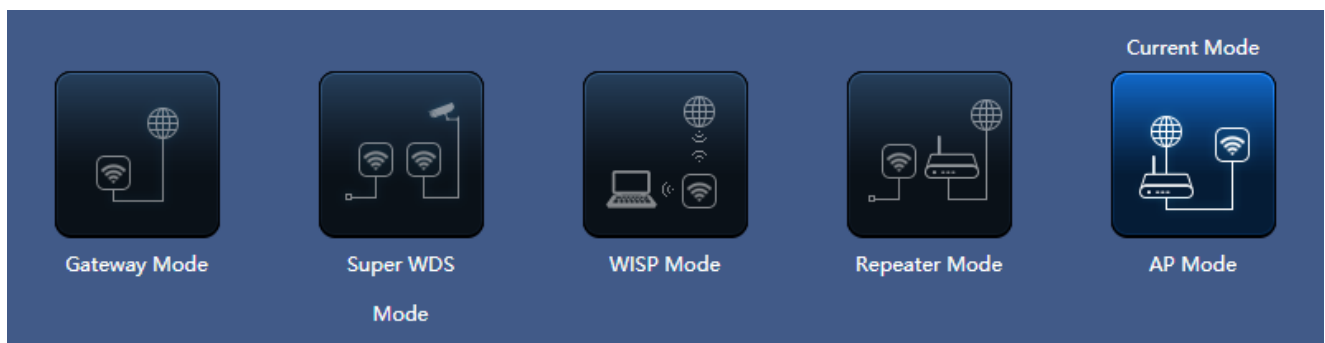 Current Mode
Gateway Mode
Super WDS
Mode
WISP Mode
Repeater Mode
AP Mode